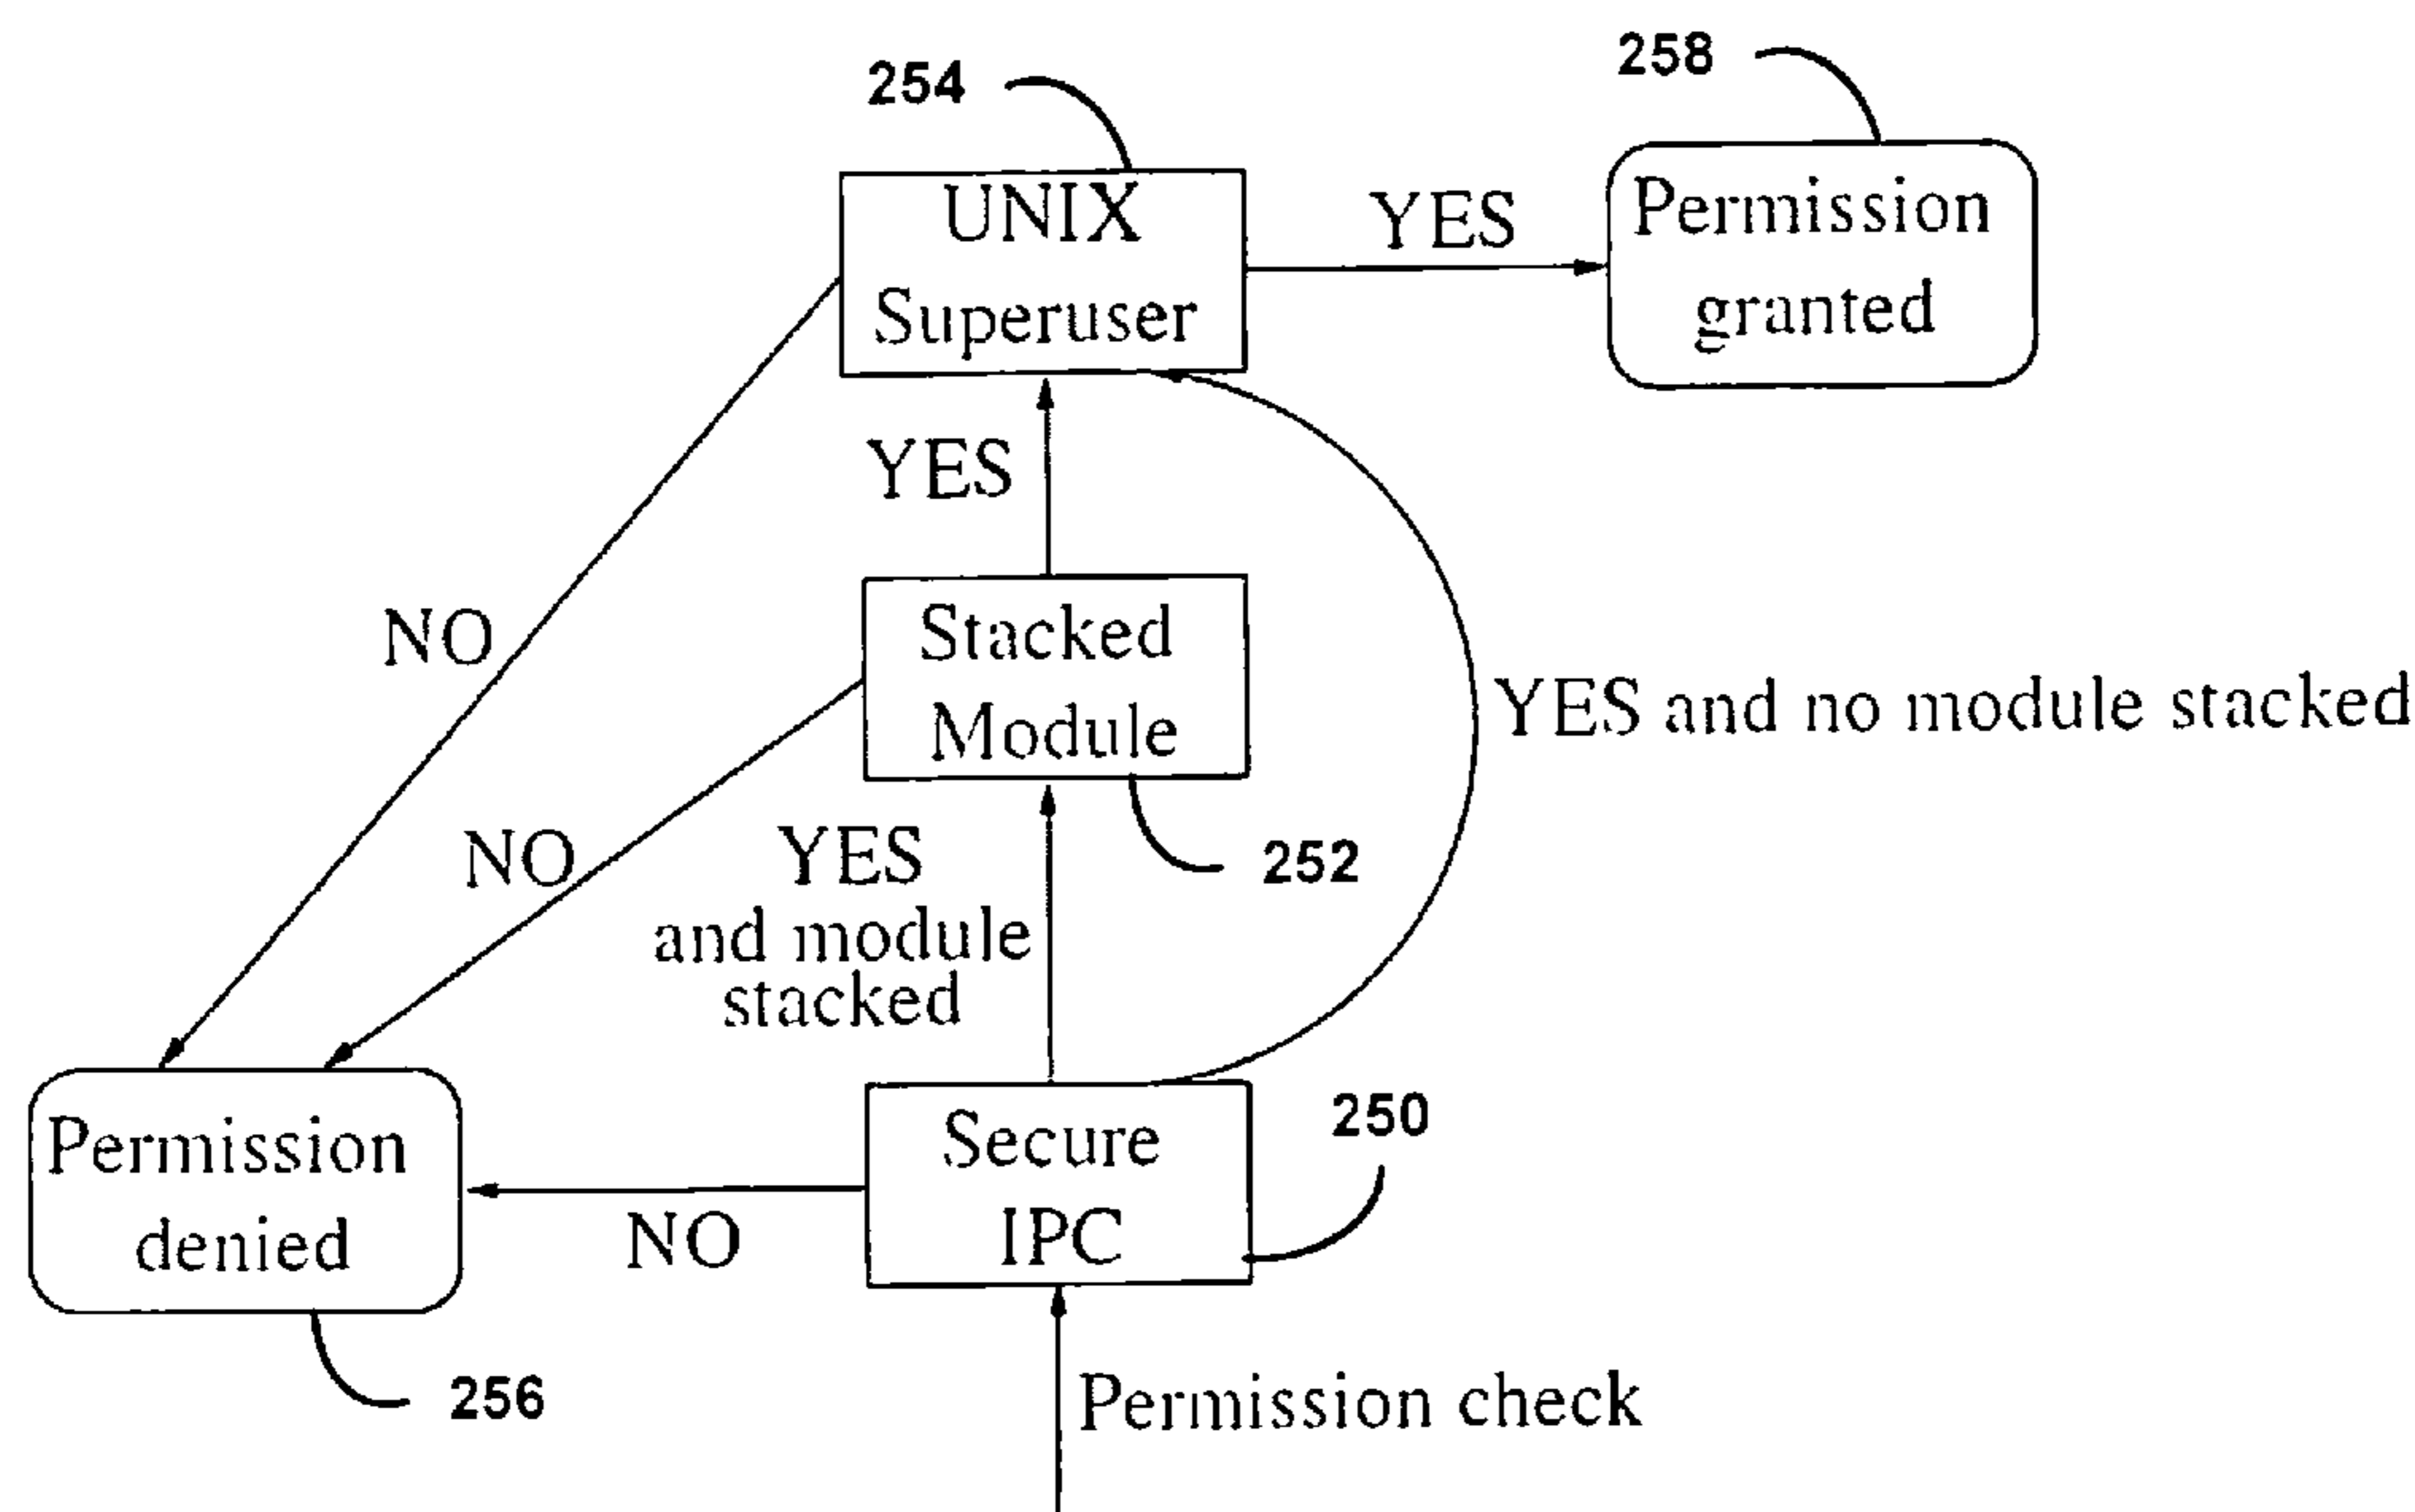 254
258
UNIX
Superuser
YES
Permission
granted
YES
NO
Stacked
Module
YES and no module stacked
NO
YES
and module
stacked
252
Permission
denied
NO
Secure
IPC
250
256
Permission check